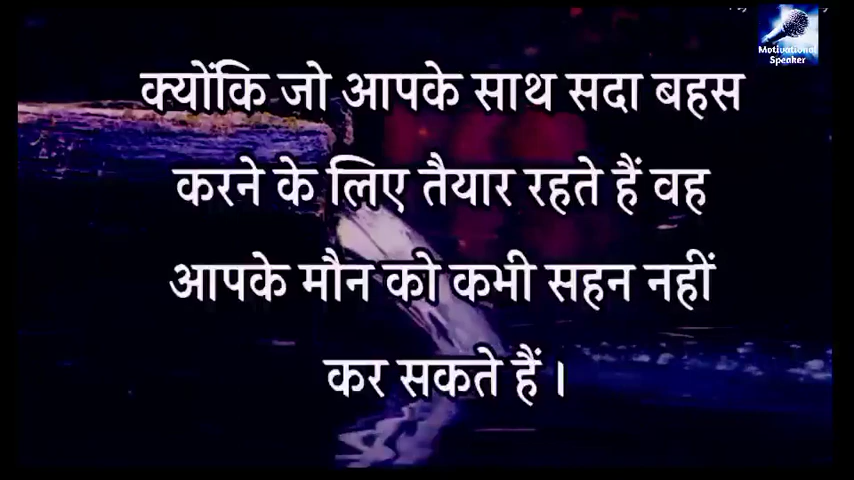 Motivational
Speaker
क्योंकि जो आपके साथ सदा बहस
करने के लिए तैयार रहते हैं वह
आपके मौन को कभी सहन नहीं
कर सकते हैं ।